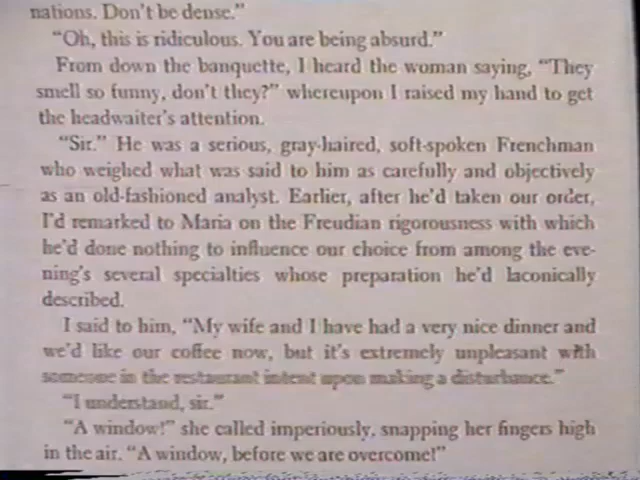 nations. Don't be dense."
"Oh, this is ridiculous. You are being absurd."
From down the banquette, I heard the woman saying, "They
smell so funny, don't they?" whereupon I raised my hand to get
the headwaiter's attention.
"Sir." He was a serious, gray-haired, soft-spoken Frenchman
who weighed what was said to him as carefully and objectively
as an old-fashioned analyst. Earlier, after he'd taken our order,
I'd remarked to Maria on the Freudian rigorousness with which
he'd done nothing to influence our choice from among the eve-
ning's several specialties whose preparation he'd laconically
described.
I said to him, "My wife and I have had a very nice dinner and
we'd like our coffee now, but it's extremely unpleasant with
someone in the restaurant intent upon making a disturbance."
"I understand, sir."
"A window!" she called imperiously, snapping her fingers high
in the air. "A window, before we are overcome!"